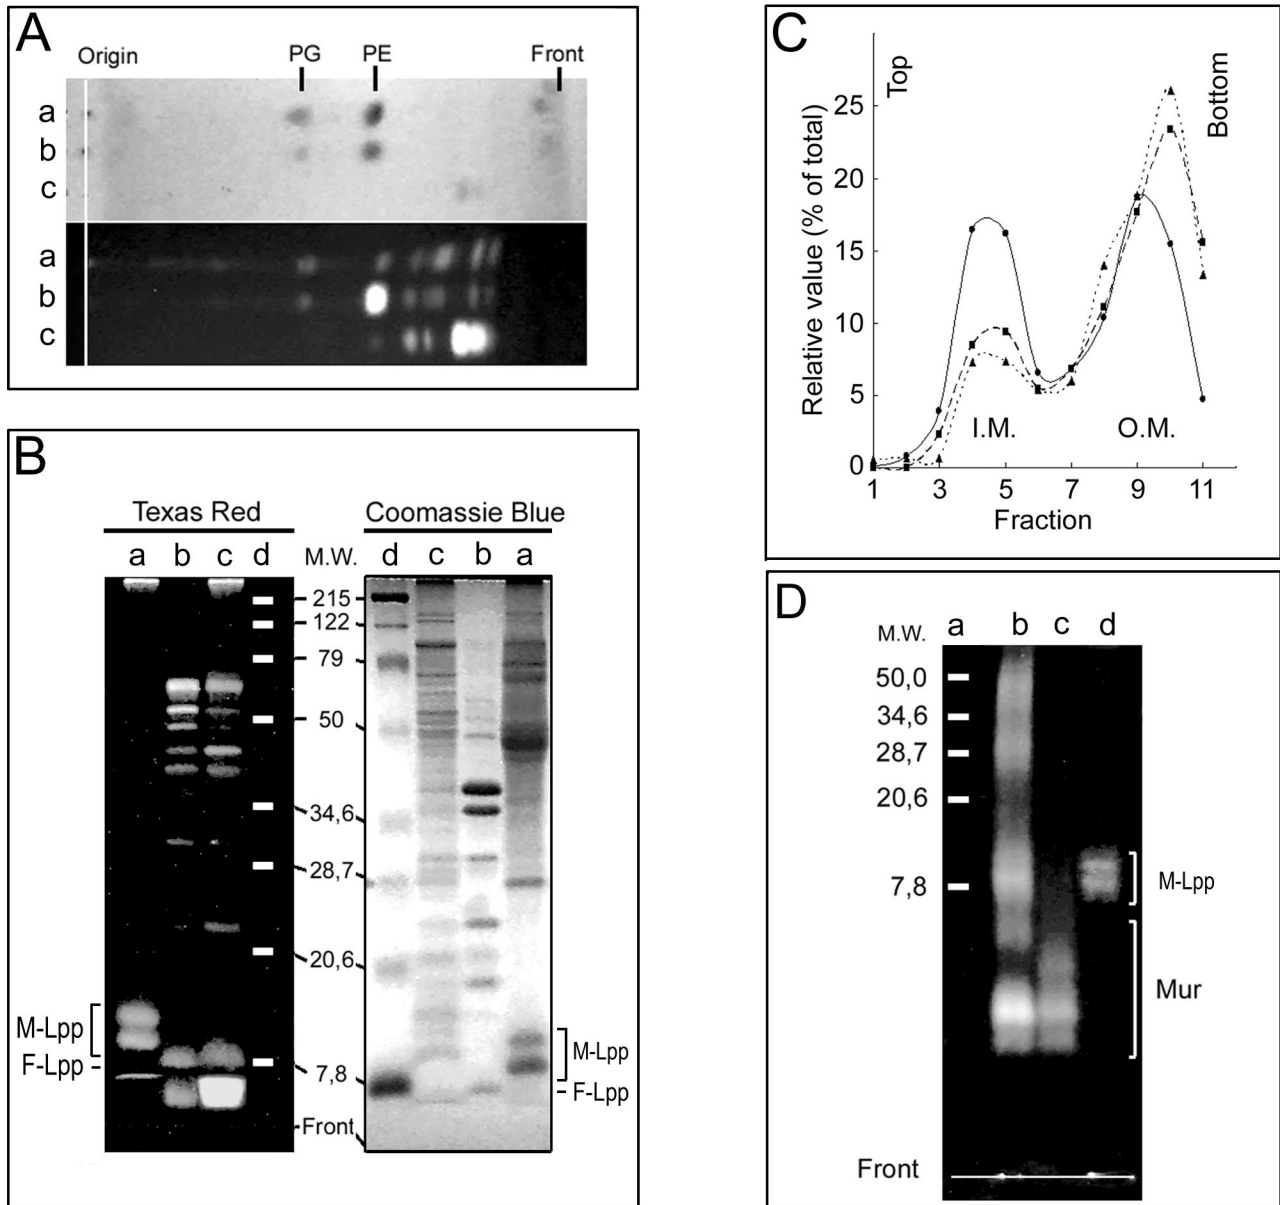 A
Origin PG PE Front
a
b
c
a
b
c
B
Texas Red Coomassie Blue
a b c d M.W. d c b a
215
122
79
50
34,6
28,7
20,6
7,8
Front
M-Lpp
F-Lpp
M-Lpp
F-Lpp
C
Relative value (% of total)
25
20
15
10
5
0
Top
Bottom
I.M. O.M.
1 3 5 7 9 11
Fraction
D
M.W. a b c d
50,0
34,6
28,7
20,6
7,8
M-Lpp
Mur
Front